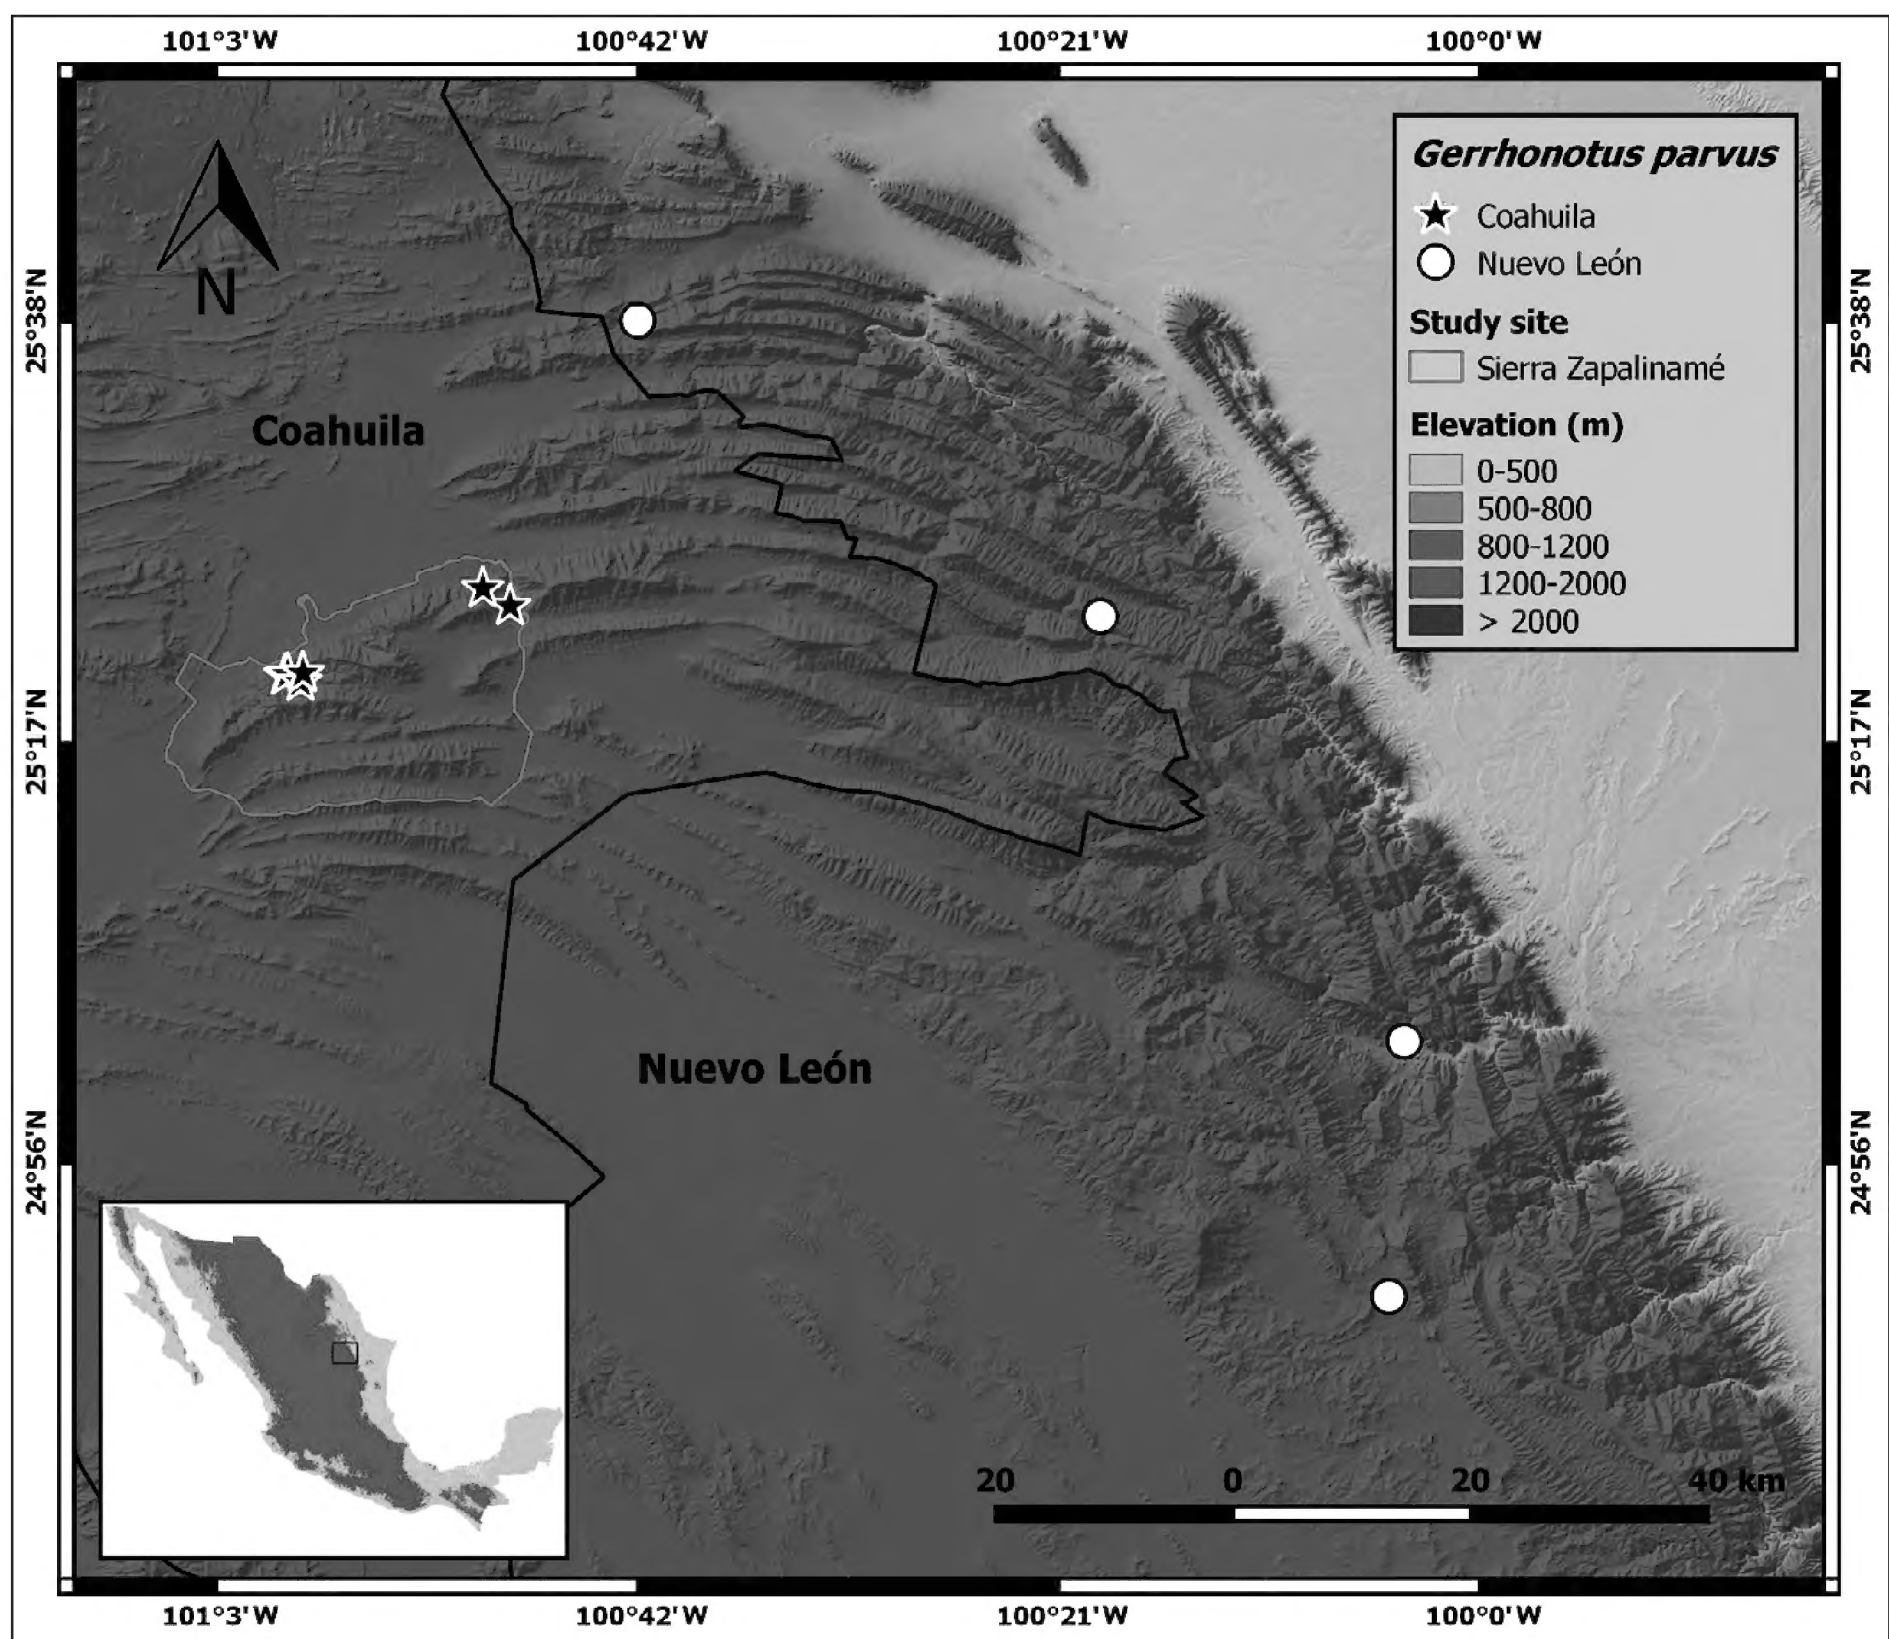 101°3'W 100°42'W 100°21'W 100°0'W
Gerrhonotus parvus
Coahuila
Nuevo León
Study site
Sierra Zapalinamé
Elevation (m)
0-500
500-800
800-1200
1200-2000
> 2000
N
25°38'N 25°38'N
Coahuila
25°17'N 25°17'N
Nuevo León
24°56'N 24°56'N
20 0 20 40 km
101°3'W 100°42'W 100°21'W 100°0'W